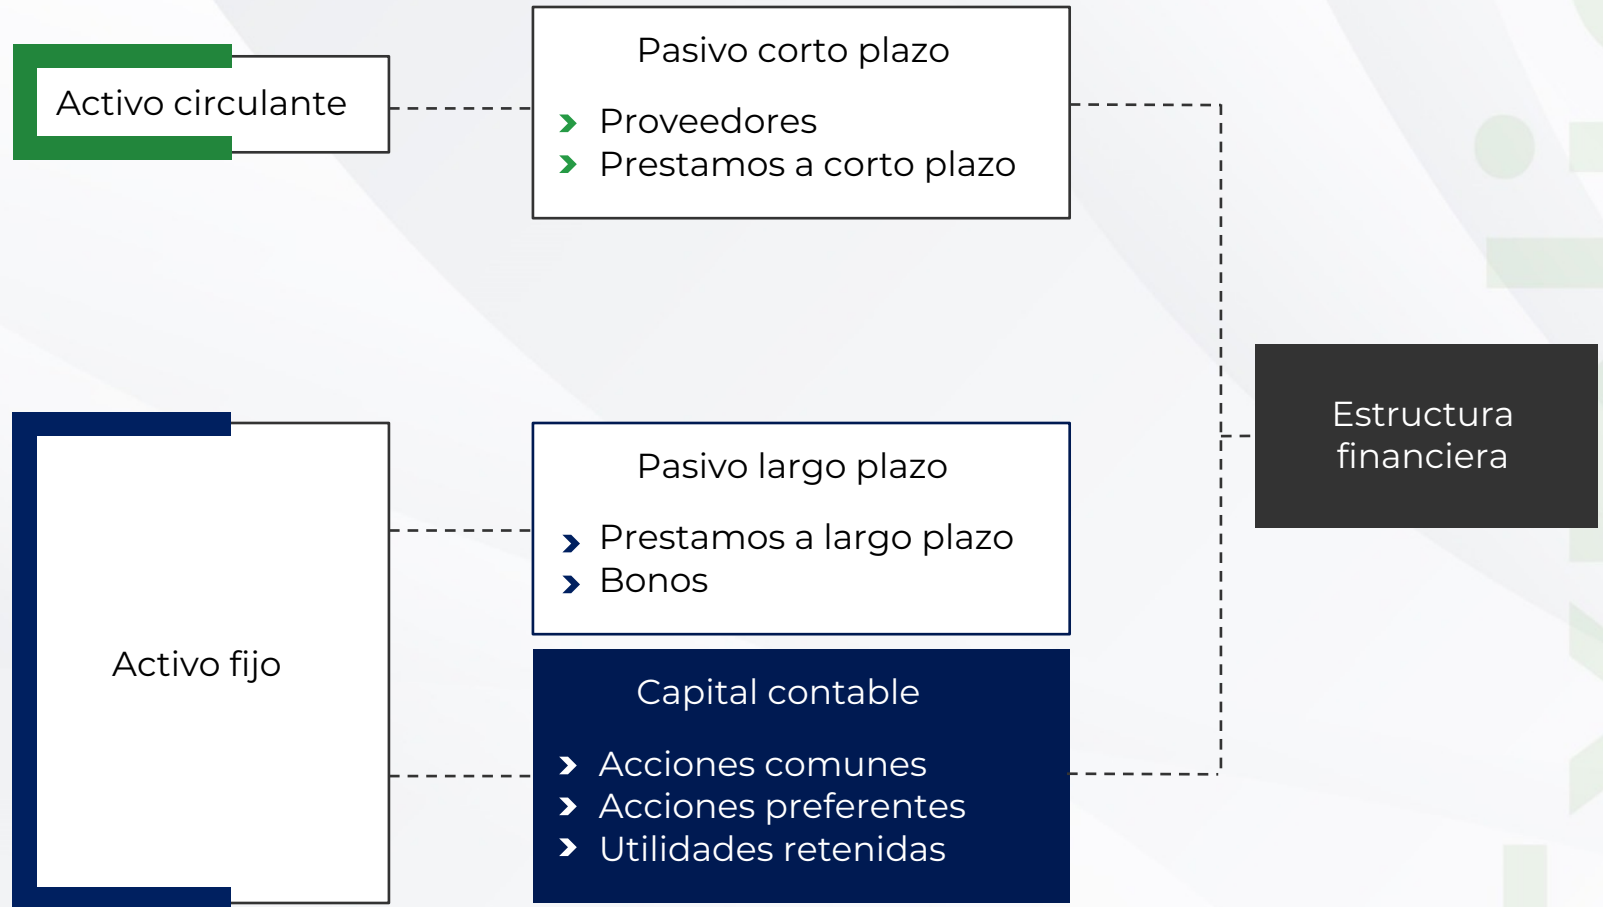 Activo circulante
Pasivo corto plazo
Proveedores
Prestamos a corto plazo
Activo fijo
Pasivo largo plazo
Prestamos a largo plazo
Bonos
Capital contable
Acciones comunes
Acciones preferentes
Utilidades retenidas
Estructura
financiera